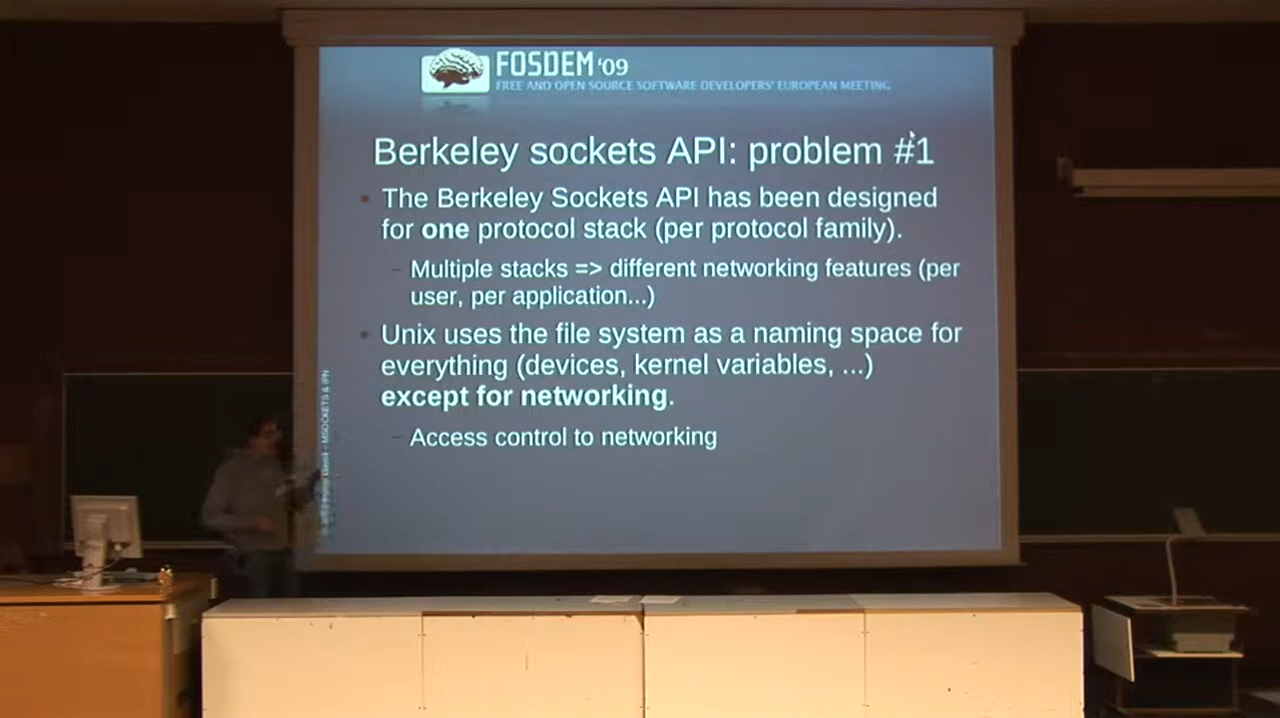 FOSDEM '09
FREE AND OPEN SOURCE SOFTWARE DEVELOPERS' EUROPEAN MEETING
Berkeley sockets API: problem #1
The Berkeley Sockets API has been designed
for one protocol stack (per protocol family).
– Multiple stacks => different networking features (per
user, per application...)
Unix uses the file system as a naming space for
everything (devices, kernel variables, ...)
except for networking.
– Access control to networking
MSOCKETS & IPN